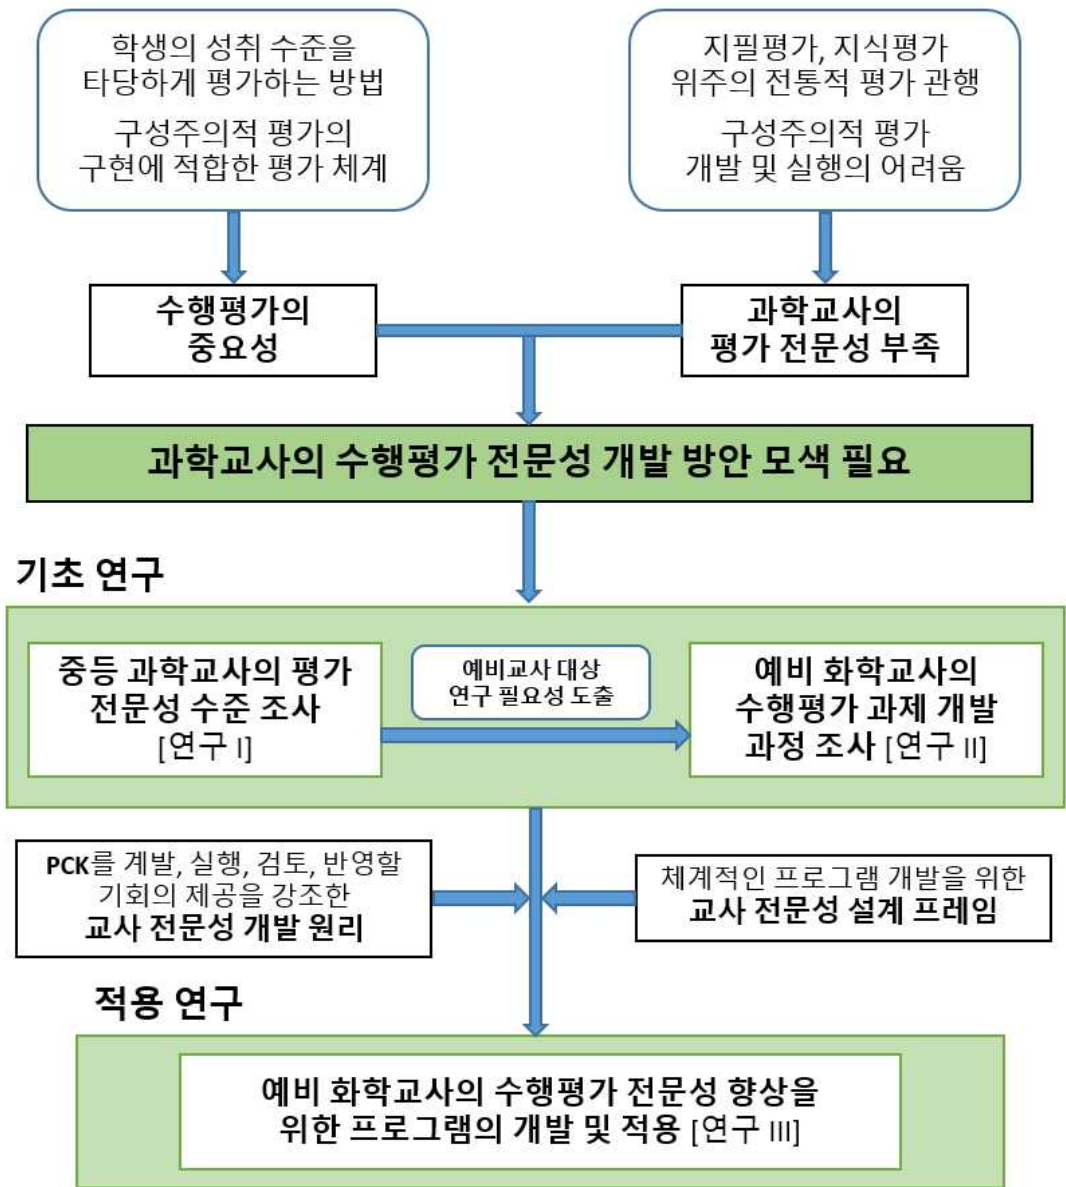 학생의 성취 수준을
타당하게 평가하는 방법
구성주의적 평가의
구현에 적합한 평가 체계
지필평가, 지식평가
위주의 전통적 평가 관행
구성주의적 평가
개발 및 실행의 어려움
수행평가의
중요성
과학교사의
평가 전문성 부족
과학교사의 수행평가 전문성 개발 방안 모색 필요
기초 연구
중등 과학교사의 평가
전문성 수준 조사
[연구 I]
예비교사 대상
연구 필요성 도출
예비 화학교사의
수행평가 과제 개발
과정 조사 [연구 II]
PCK를 계발, 실행, 검토, 반영할
기회의 제공을 강조한
교사 전문성 개발 원리
체계적인 프로그램 개발을 위한
교사 전문성 설계 프레임
적용 연구
예비 화학교사의 수행평가 전문성 향상을
위한 프로그램의 개발 및 적용 [연구 III]